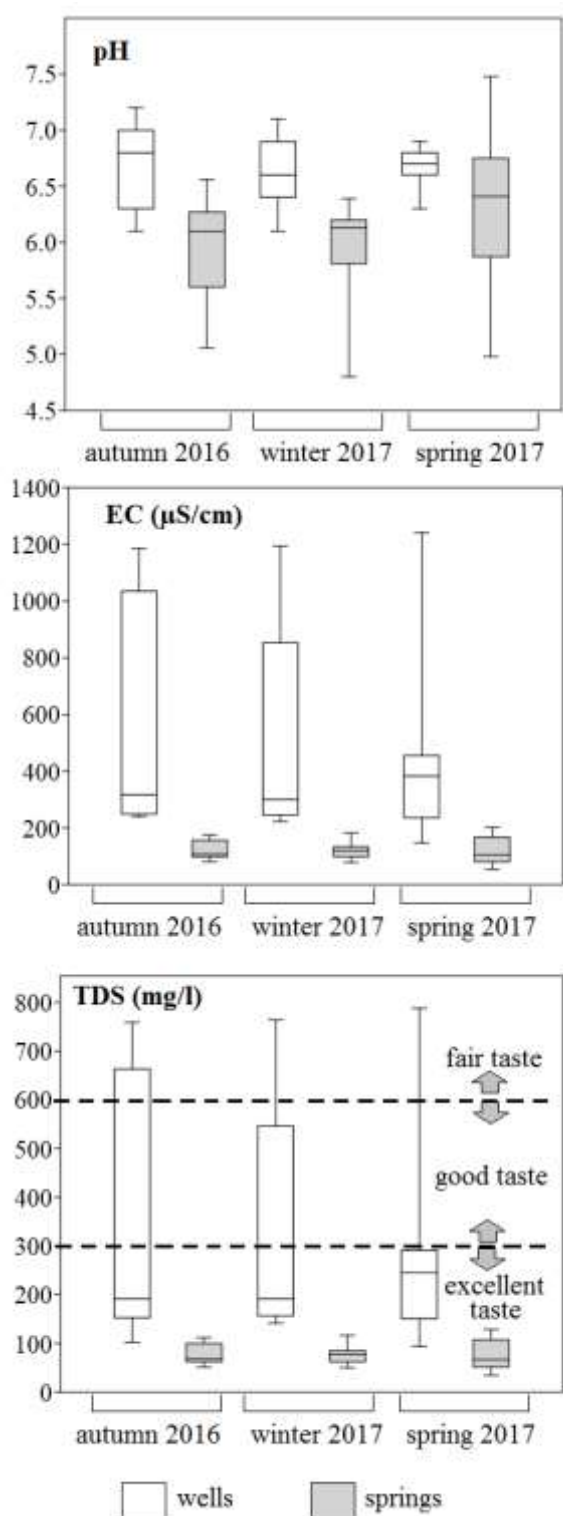 pH
7.5
7.0
6.5
6.0
5.5
5.0
4.5
autumn 2016 winter 2017 spring 2017
EC (µS/cm)
1400
1200
1000
800
600
400
200
0
autumn 2016 winter 2017 spring 2017
TDS (mg/l)
800
700
600
500
400
300
200
100
0
fair taste
good taste
excellent
taste
autumn 2016 winter 2017 spring 2017
wells springs